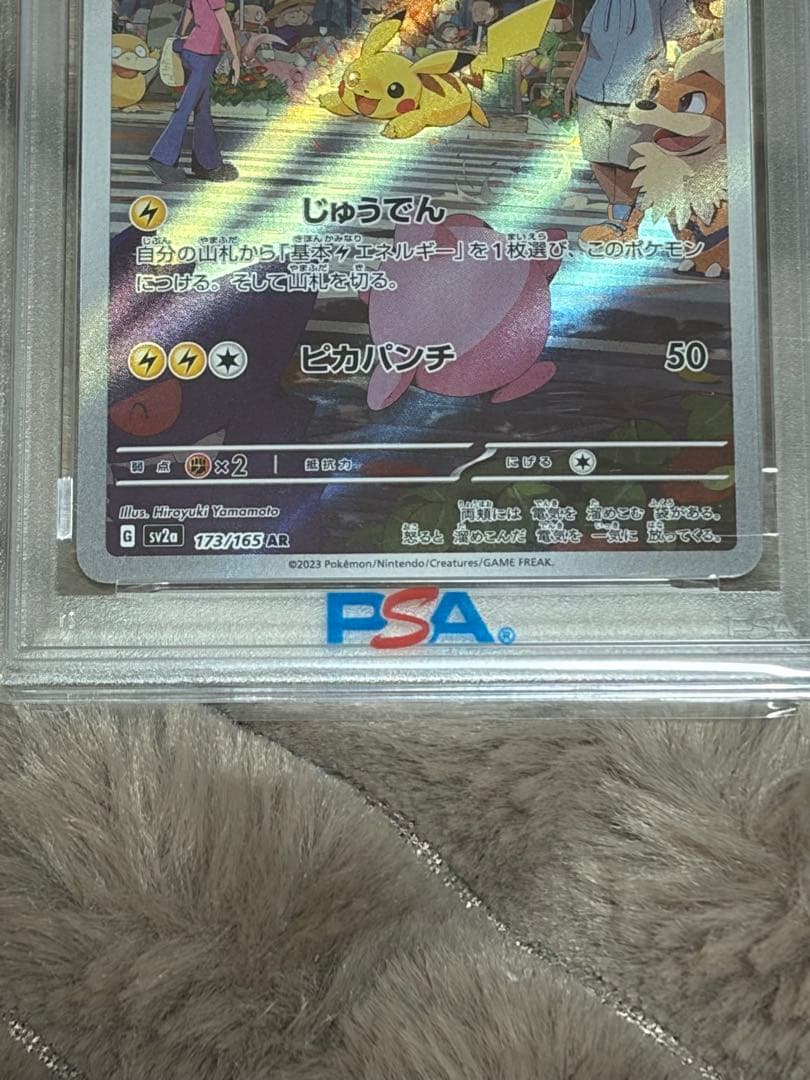 じゅうでん
自分の山札から「基本エネルギー」を1枚選び、このポケモン
につける。そして山札を切る。
ピカパンチ 50
弱点 ×2 抵抗力 にげる
Illus. Hiroyuki Yamamoto
G sv2a 173/165 AR
両頬には 電気を 溜めこむ 袋がある。
怒ると 溜めこんだ 電気を 一気に 放ってくる。
©2023 Pokémon/Nintendo/Creatures/GAME FREAK.
PSA®
PSA